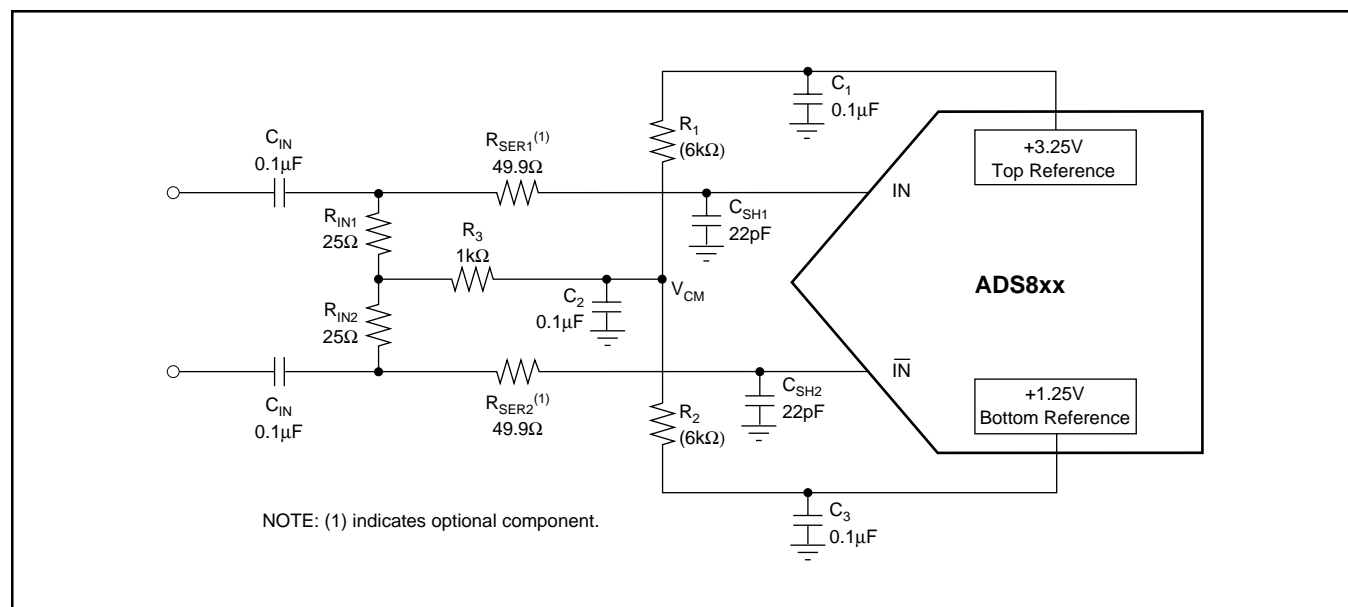 C1
0.1µF
R1
(6kΩ)
CIN
0.1µF
RSER1(1)
49.9Ω
+3.25V
Top Reference
IN
CSH1
22pF
RIN1
25Ω
R3
1kΩ
VCM
C2
0.1µF
ADS8xx
RIN2
25Ω
CIN
0.1µF
RSER2(1)
49.9Ω
CSH2
22pF
I̅N̅
R2
(6kΩ)
+1.25V
Bottom Reference
C3
0.1µF
NOTE: (1) indicates optional component.